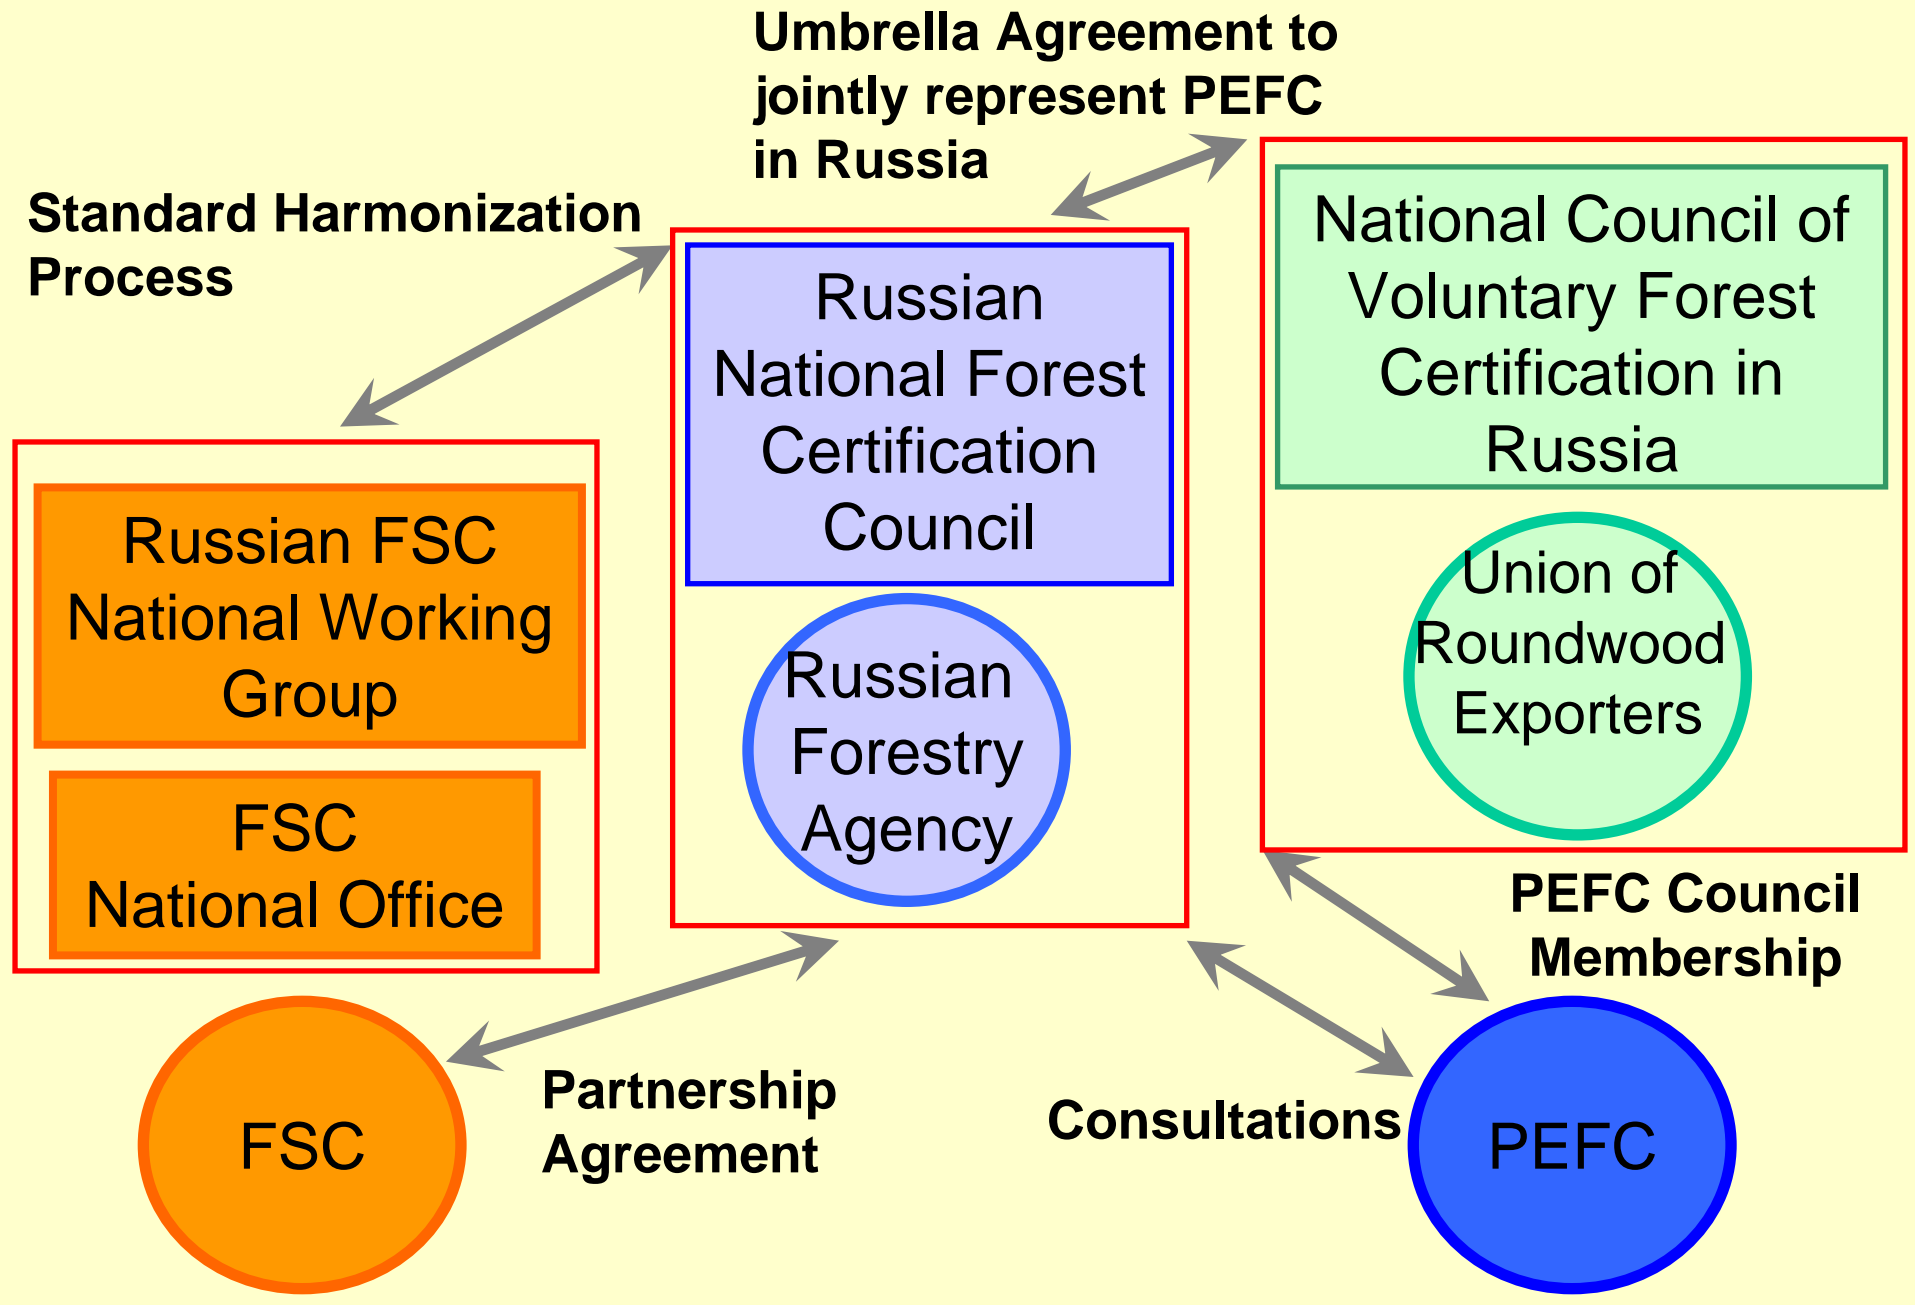 Umbrella Agreement to
jointly represent PEFC
in Russia
Standard Harmonization
Process
National Council of
Voluntary Forest
Certification in
Russia
Russian
National Forest
Certification
Council
Russian FSC
National Working
Group
Union of
Roundwood
Exporters
Russian
Forestry
Agency
FSC
National Office
PEFC Council
Membership
Partnership
Agreement
Consultations
FSC
PEFC